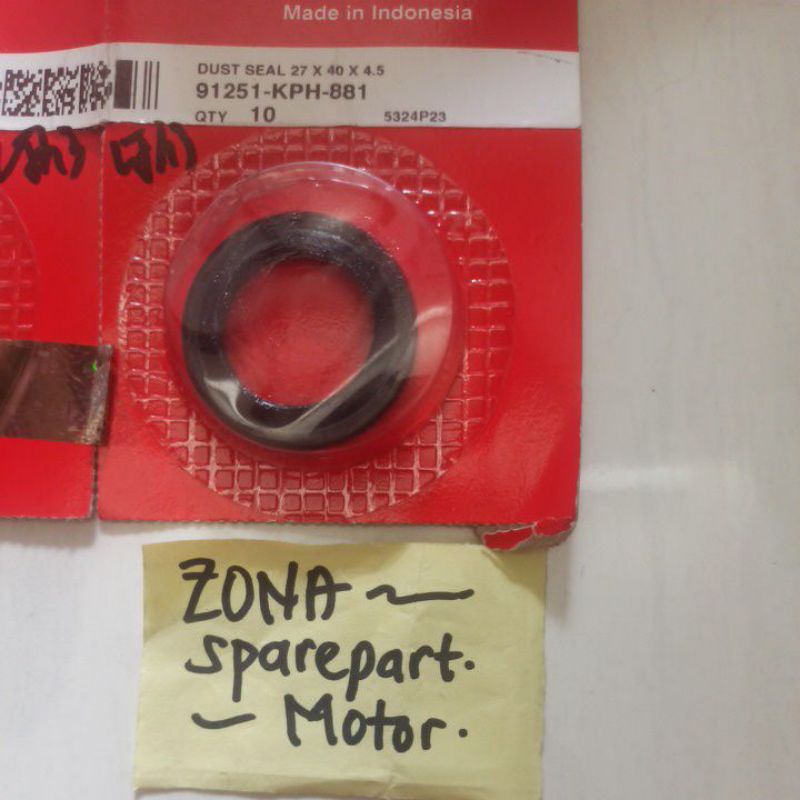 Made in Indonesia
DUST SEAL 27 X 40 X 4.5
91251-KPH-881
QTY 10 5324P23
ZONA
sparepart.
Motor.